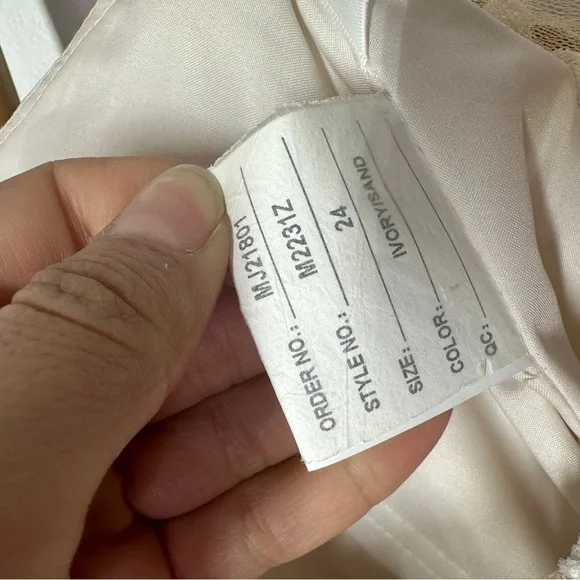 ORDER NO.: MJ21801
STYLE NO.: M2231Z
SIZE: 24
COLOR: IVORY/SAND
QC: